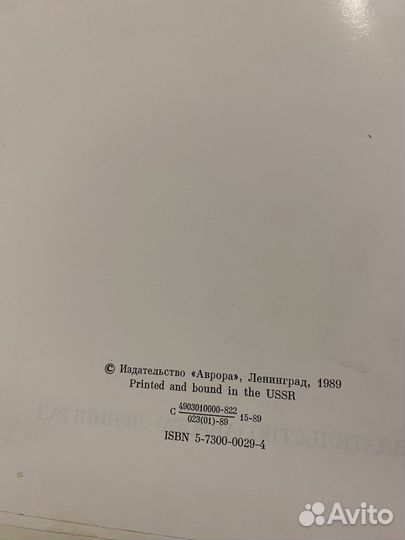 © Издательство «Аврора», Ленинград, 1989
Printed and bound in the USSR
С 4903010000-822 / 023(01)-89 15-89
ISBN 5-7300-0029-4
Avito